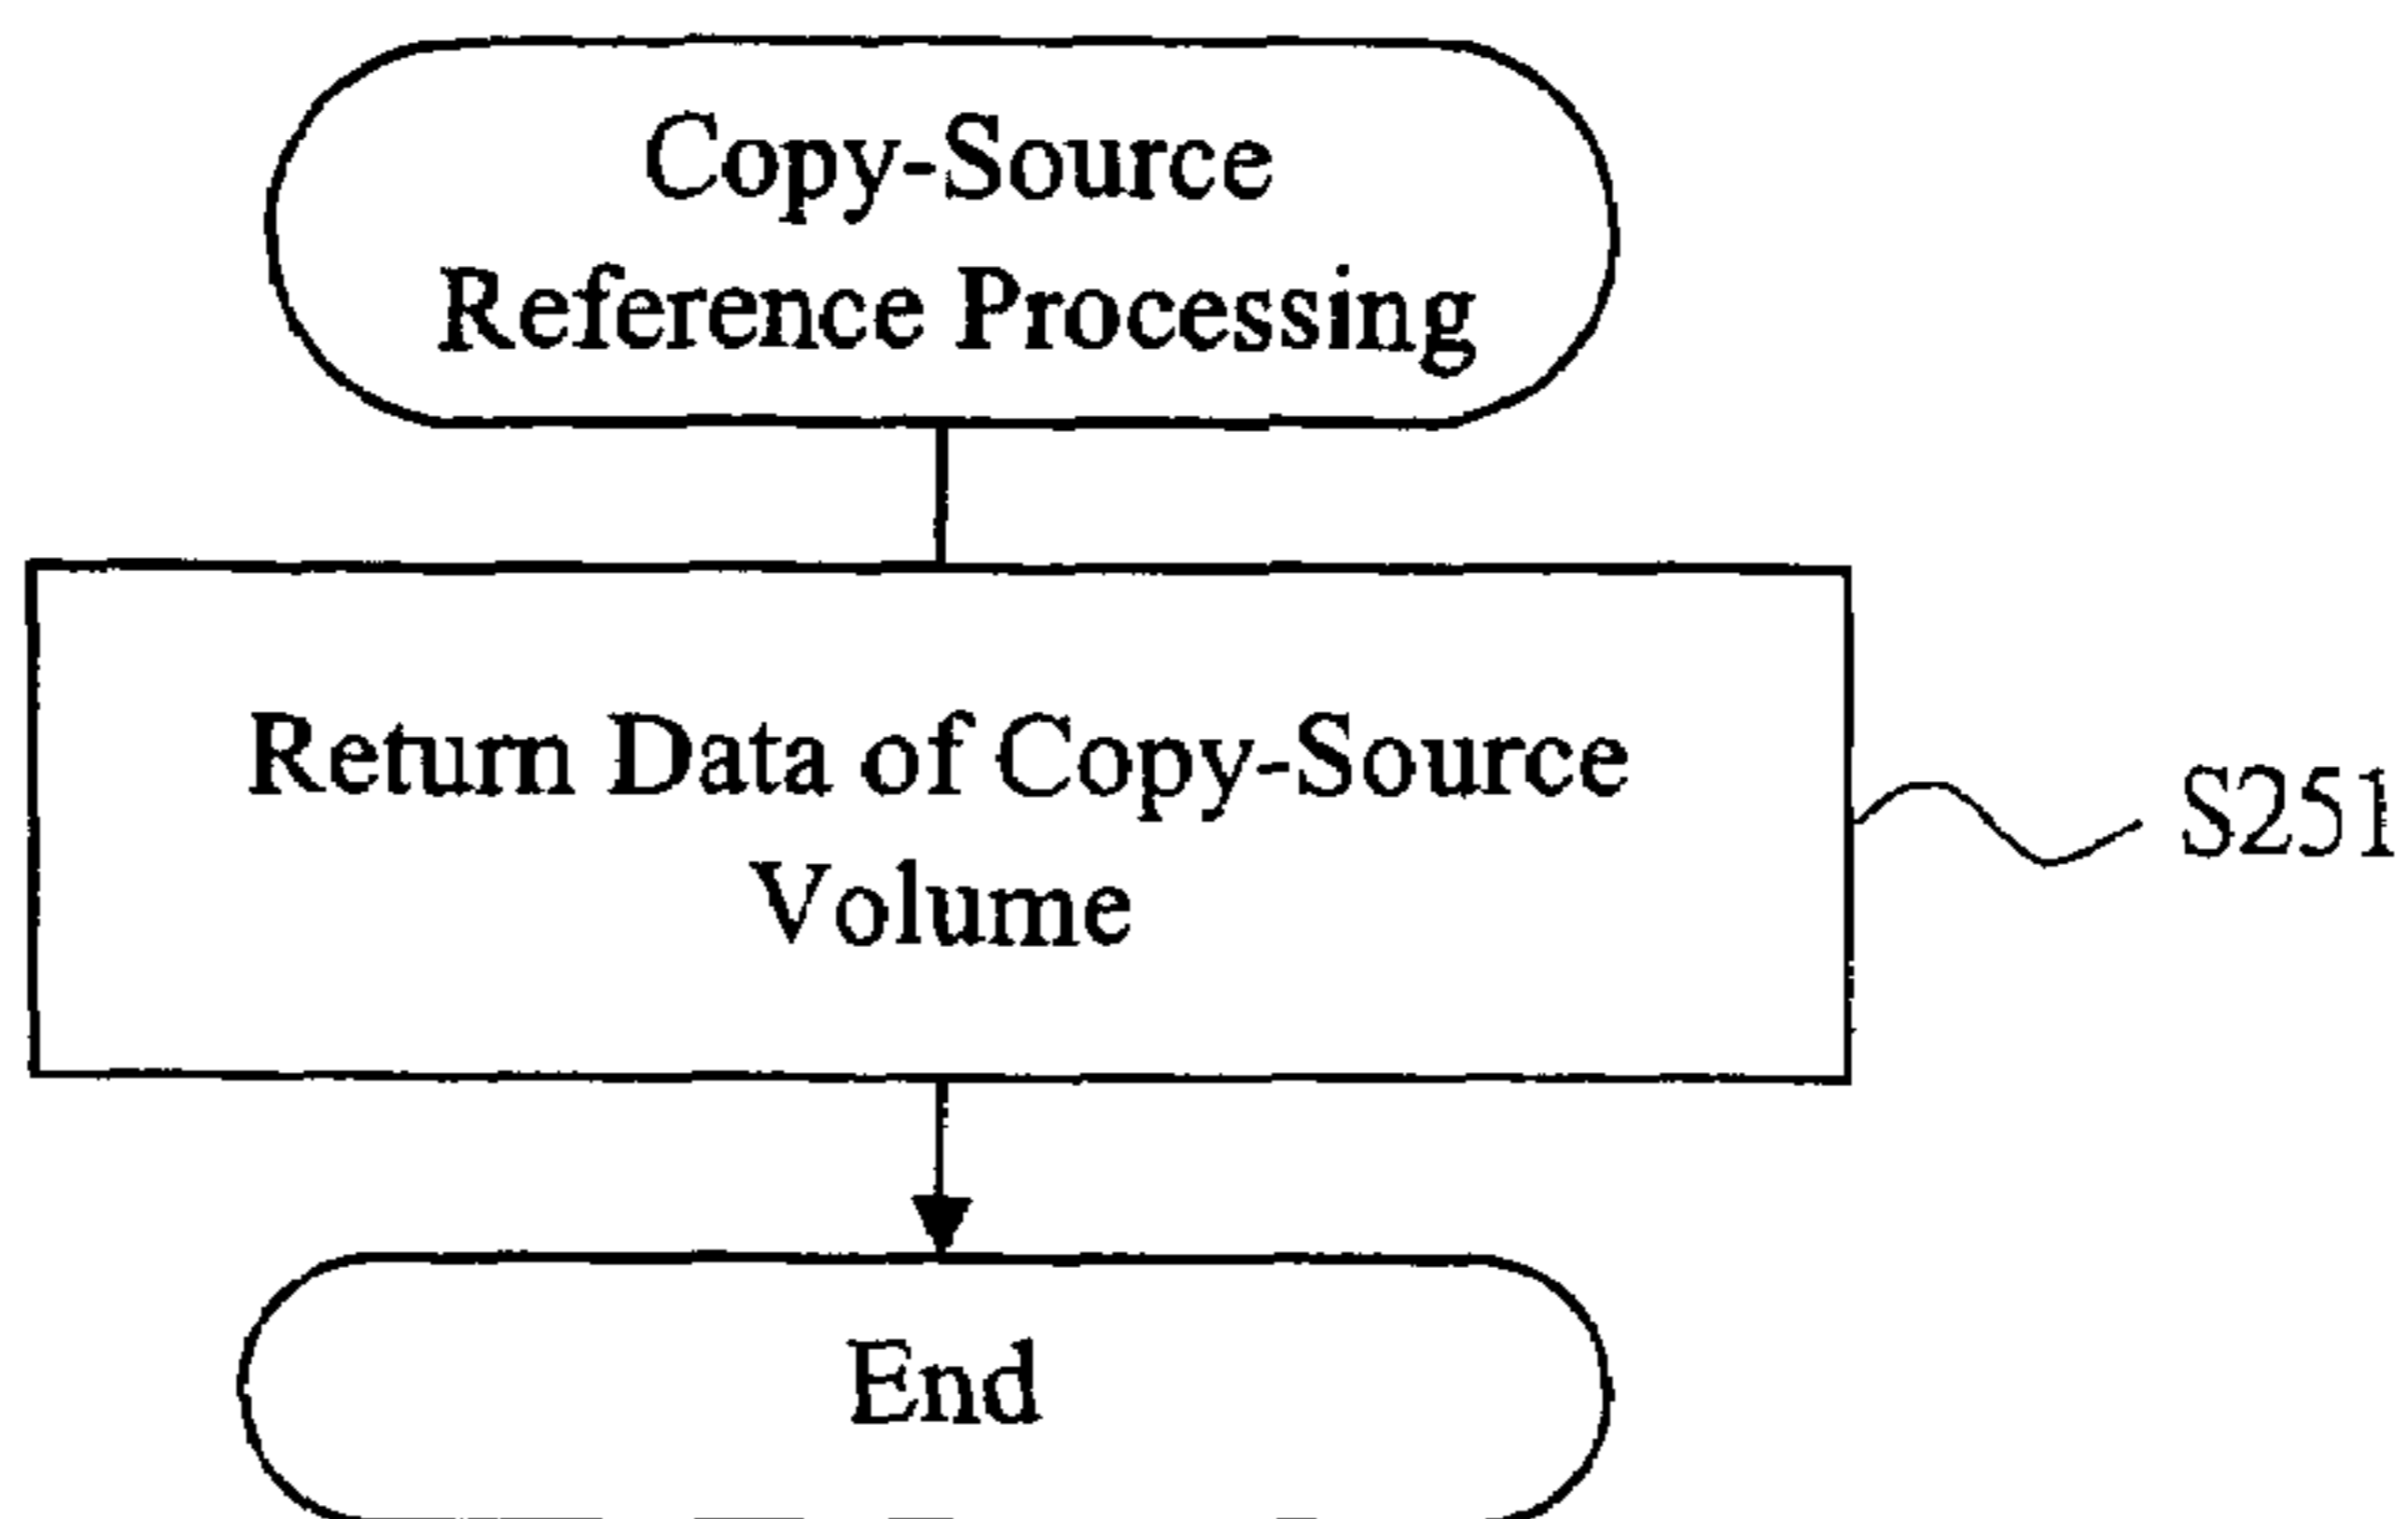 Copy-Source
Reference Processing
Return Data of Copy-Source
Volume
S251
End